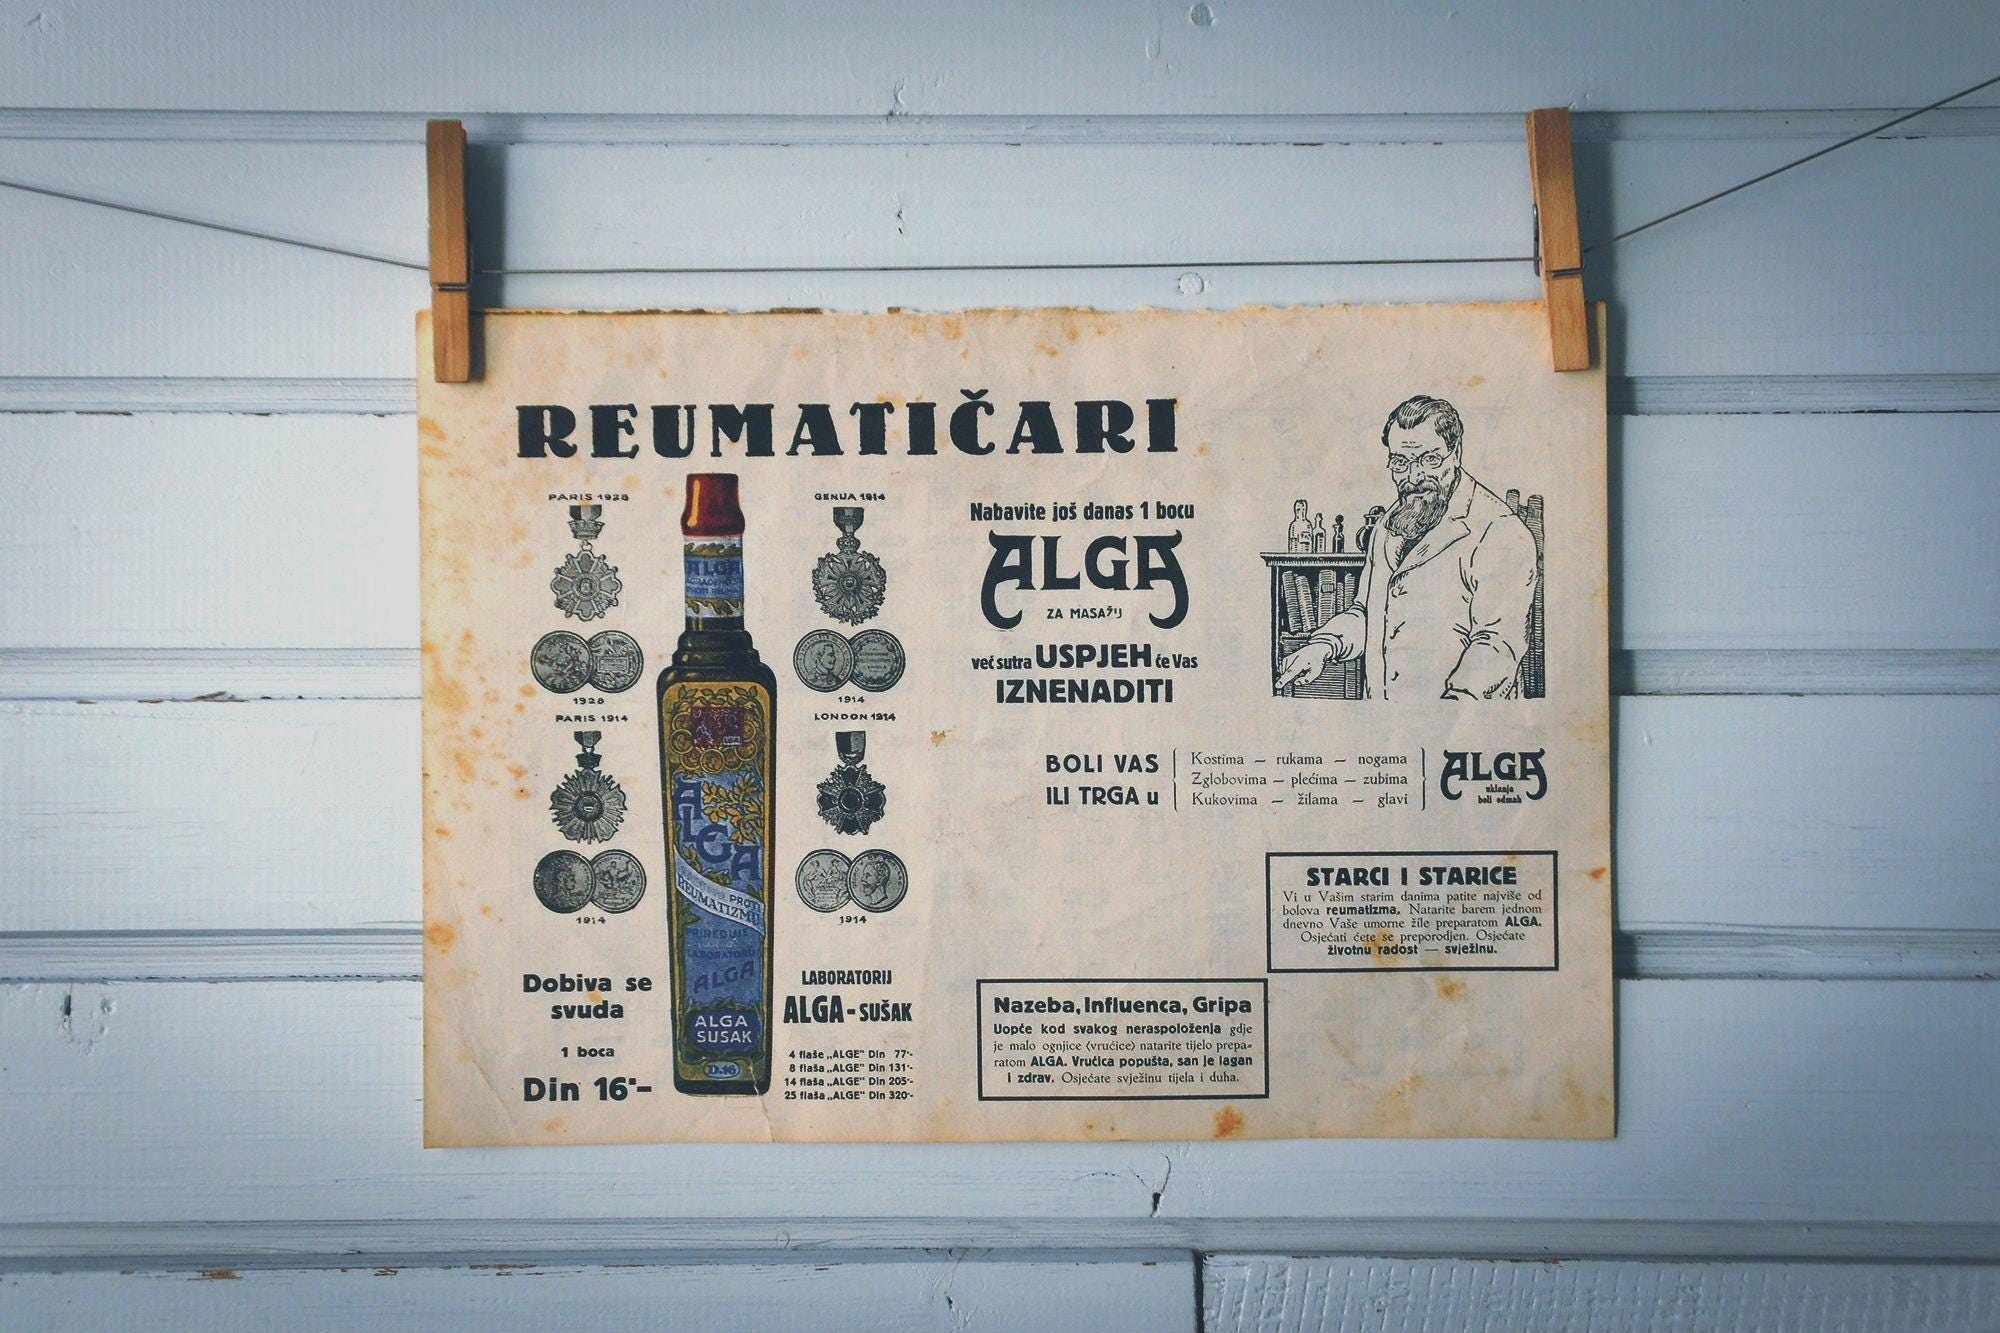 REUMATIČARI
PARIS 1928
1928
PARIS 1914
1914
GENUA 1914
1914
LONDON 1914
1914
ALGA
ALGA
PROTI
REUMATIZMU
PRIREDJUJE
LABORATORIJ
ALGA
ALGA
SUŠAK
D.16
Dobiva se
svuda
1 boca
Din 16·-
LABORATORIJ
ALGA - SUŠAK
4 flaše „ALGE” Din 77·-
8 flaša „ALGE” Din 131·-
14 flaša „ALGE” Din 205·-
25 flaša „ALGE” Din 320·-
Nabavite još danas 1 bocu
ALGA
ZA MASAŽU
već sutra USPJEH će Vas
IZNENADITI
BOLI VAS
ILI TRGA u
Kostima – rukama – nogama
Zglobovima – plećima – zubima
Kukovima – žilama – glavi
ALGA
uklanja
boli odmah
STARCI I STARICE
Vi u Vašim starim danima patite najviše od
bolova reumatizma. Natarite barem jednom
dnevno Vaše umorne žile preparatom ALGA.
Osjećati ćete se preporodjen. Osjećate
životnu radost — svježinu.
Nazeba, Influenca, Gripa
Uopće kod svakog neraspoloženja gdje
je malo ognjice (vrućice) natarite tijelo prepa-
ratom ALGA. Vrućica popušta, san je lagan
i zdrav. Osjećate svježinu tijela i duha.